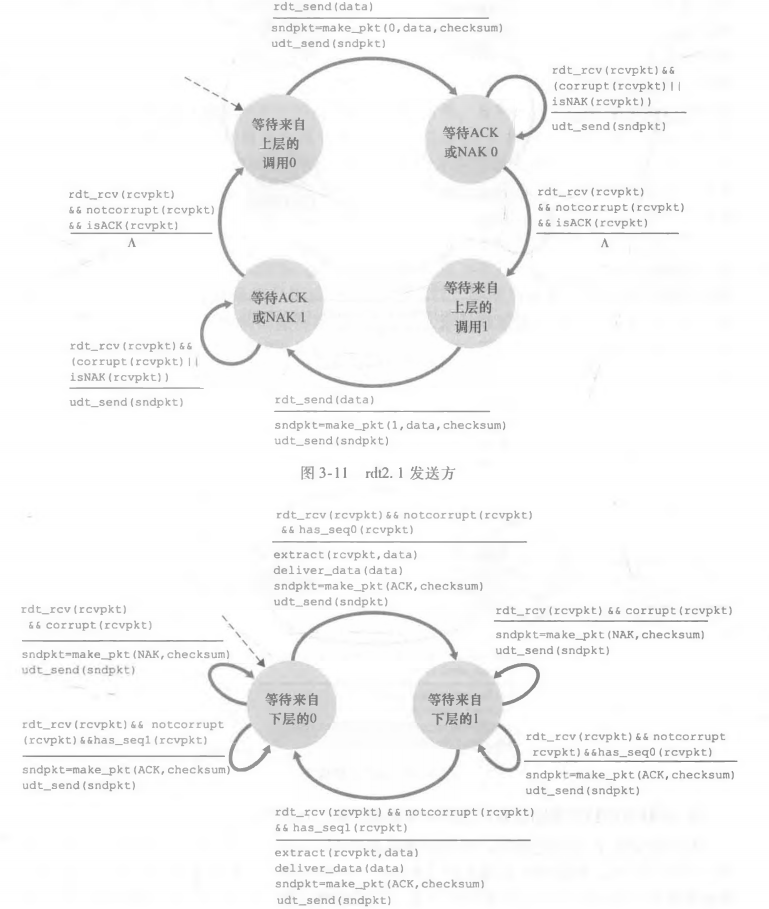 rdt_send(data)
sndpkt=make_pkt(0,data,checksum)
udt_send(sndpkt)
rdt_rcv(rcvpkt)&&
(corrupt(rcvpkt)||
isNAK(rcvpkt))
udt_send(sndpkt)
等待来自
上层的
调用0
等待ACK
或NAK 0
rdt_rcv(rcvpkt)
&& notcorrupt(rcvpkt)
&& isACK(rcvpkt)
Λ
rdt_rcv(rcvpkt)
&& notcorrupt(rcvpkt)
&& isACK(rcvpkt)
Λ
等待ACK
或NAK 1
等待来自
上层的
调用1
rdt_rcv(rcvpkt)&&
(corrupt(rcvpkt)||
isNAK(rcvpkt))
udt_send(sndpkt)
rdt_send(data)
sndpkt=make_pkt(1,data,checksum)
udt_send(sndpkt)
图 3-11 rdt2. 1 发送方
rdt_rcv(rcvpkt)&& notcorrupt(rcvpkt)
&& has_seq0(rcvpkt)
extract(rcvpkt,data)
deliver_data(data)
sndpkt=make_pkt(ACK,checksum)
udt_send(sndpkt)
rdt_rcv(rcvpkt)
&& corrupt(rcvpkt)
sndpkt=make_pkt(NAK,checksum)
udt_send(sndpkt)
rdt_rcv(rcvpkt) && corrupt(rcvpkt)
sndpkt=make_pkt(NAK,checksum)
udt_send(sndpkt)
等待来自
下层的0
等待来自
下层的1
rdt_rcv(rcvpkt)&& notcorrupt
(rcvpkt)&&has_seq1(rcvpkt)
sndpkt=make_pkt(ACK,checksum)
udt_send(sndpkt)
rdt_rcv(rcvpkt)&& notcorrupt
rcvpkt)&&has_seq0(rcvpkt)
sndpkt=make_pkt(ACK,checksum)
udt_send(sndpkt)
rdt_rcv(rcvpkt) && notcorrupt(rcvpkt)
&& has_seq1(rcvpkt)
extract(rcvpkt,data)
deliver_data(data)
sndpkt=make_pkt(ACK,checksum)
udt_send(sndpkt)